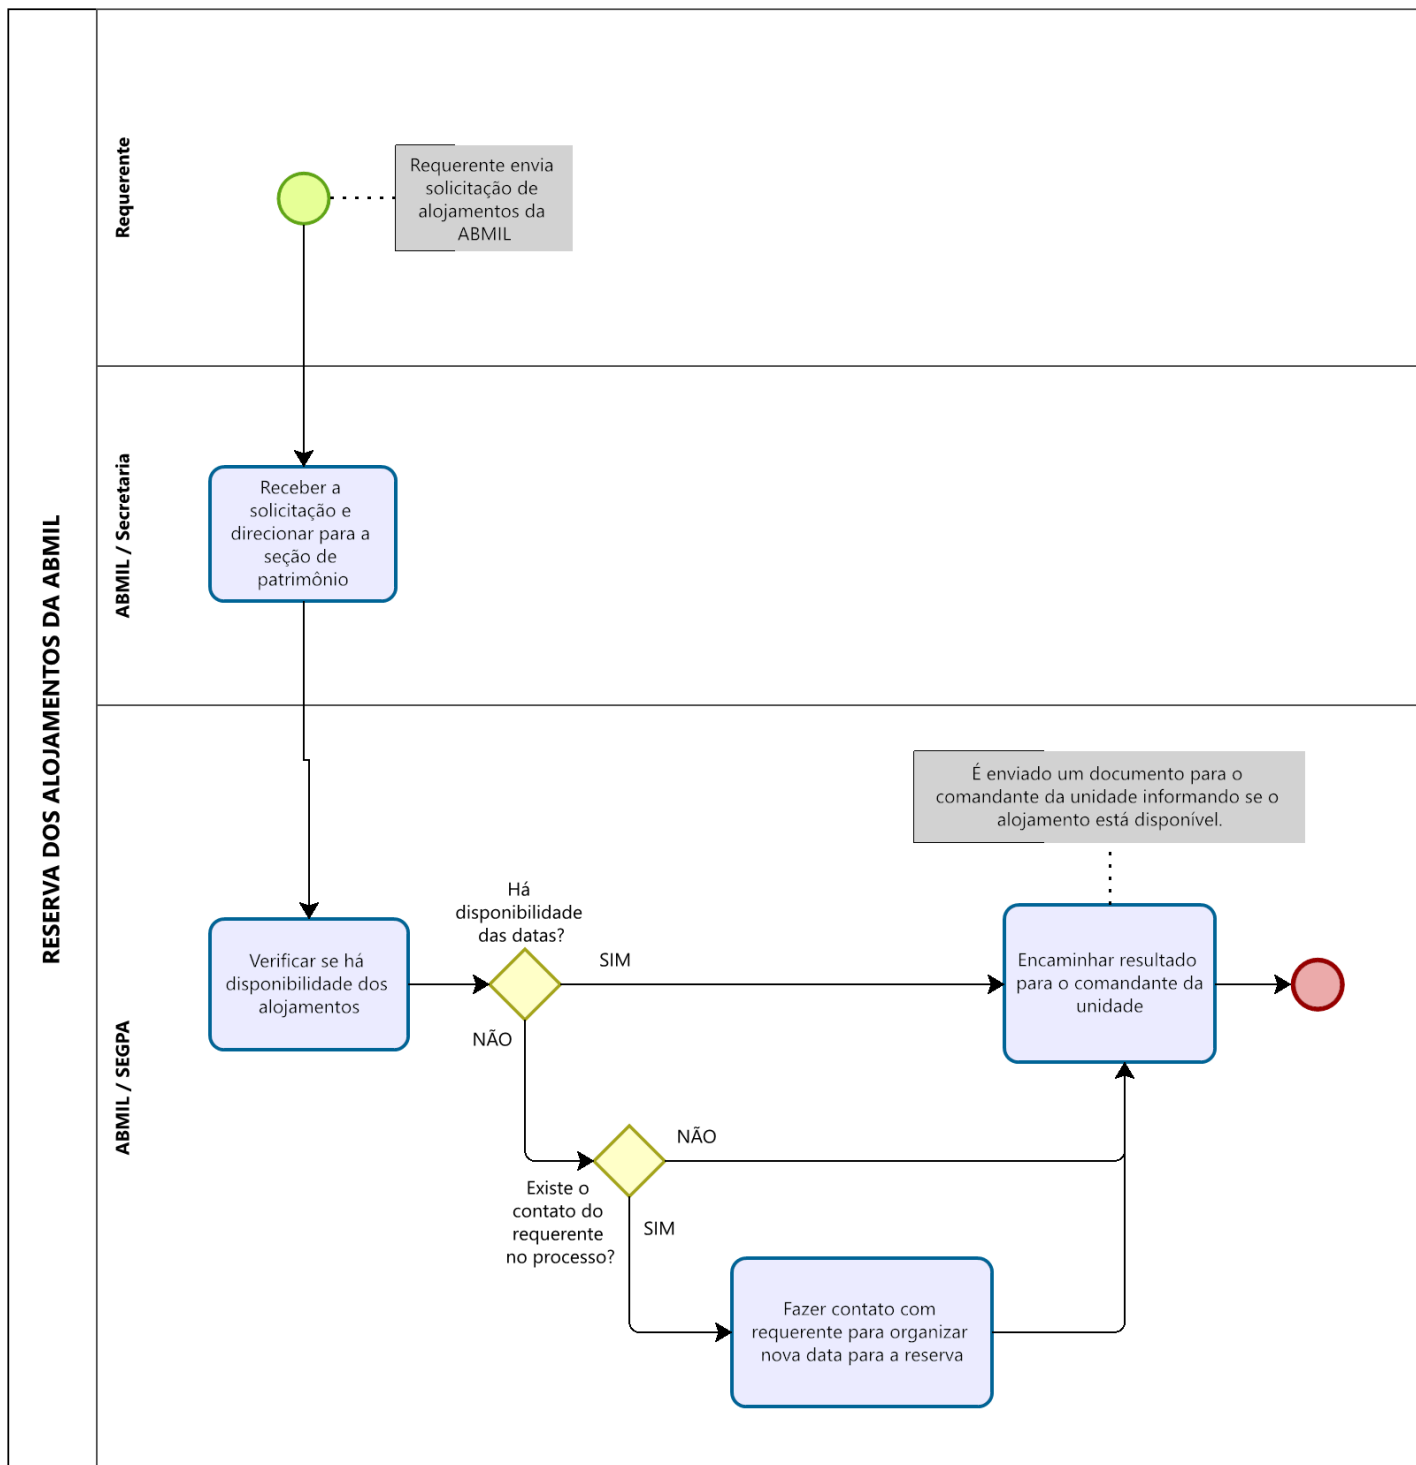 RESERVA DOS ALOJAMENTOS DA ABMIL
Requerente
Requerente envia
solicitação de
alojamentos da
ABMIL
ABMIL / Secretaria
Receber a
solicitação e
direcionar para a
seção de
patrimônio
ABMIL / SEGPA
É enviado um documento para o
comandante da unidade informando se o
alojamento está disponível.
Verificar se há
disponibilidade dos
alojamentos
Há
disponibilidade
das datas?
SIM
NÃO
Encaminhar resultado
para o comandante da
unidade
Existe o
contato do
requerente
no processo?
NÃO
SIM
Fazer contato com
requerente para organizar
nova data para a reserva